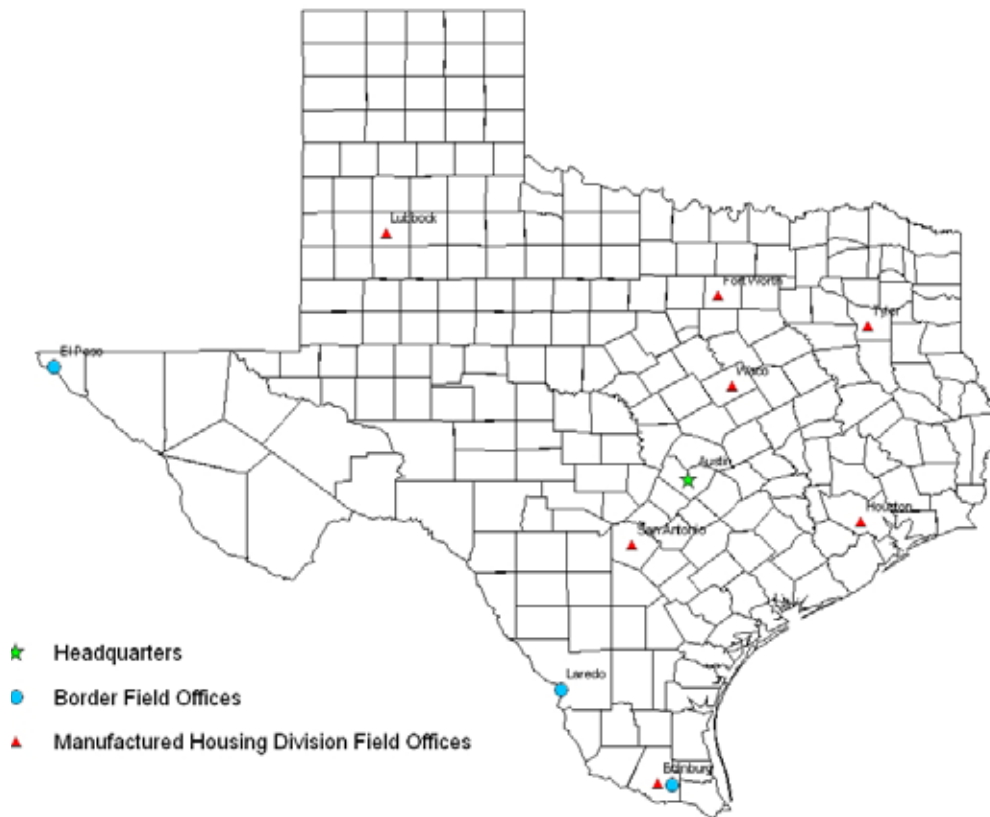 Lubbock
Fort Worth
Tyler
El Paso
Waco
Austin
Houston
San Antonio
Headquarters
Laredo
Border Field Offices
Manufactured Housing Division Field Offices